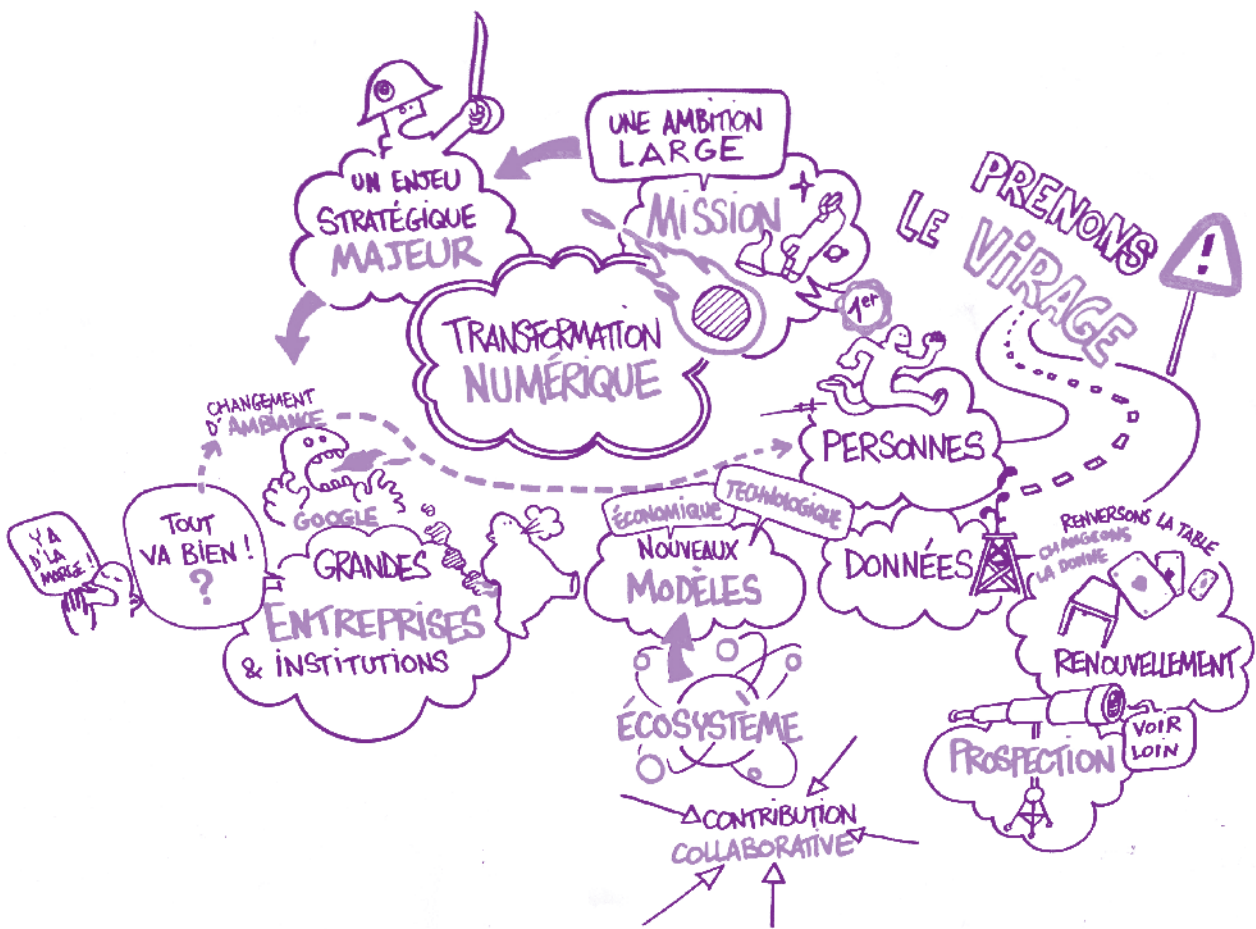 UNE AMBITION
LARGE
MISSION
UN ENJEU
STRATÉGIQUE
MAJEUR
TRANSFORMATION
NUMÉRIQUE
PRENONS
LE VIRAGE
!
1er
PERSONNES
CHANGEMENT
D'AMBIANCE
GOOGLE
Y A
D'LA
MARGE !
TOUT
VA BIEN !
?
GRANDES
ENTREPRISES
& INSTITUTIONS
ÉCONOMIQUE
TECHNOLOGIQUE
NOUVEAUX
MODÈLES
DONNÉES
RENVERSONS LA TABLE
CHANGEONS
LA DONNE
RENOUVELLEMENT
ÉCOSYSTÈME
VOIR
LOIN
PROSPECTION
CONTRIBUTION
COLLABORATIVE